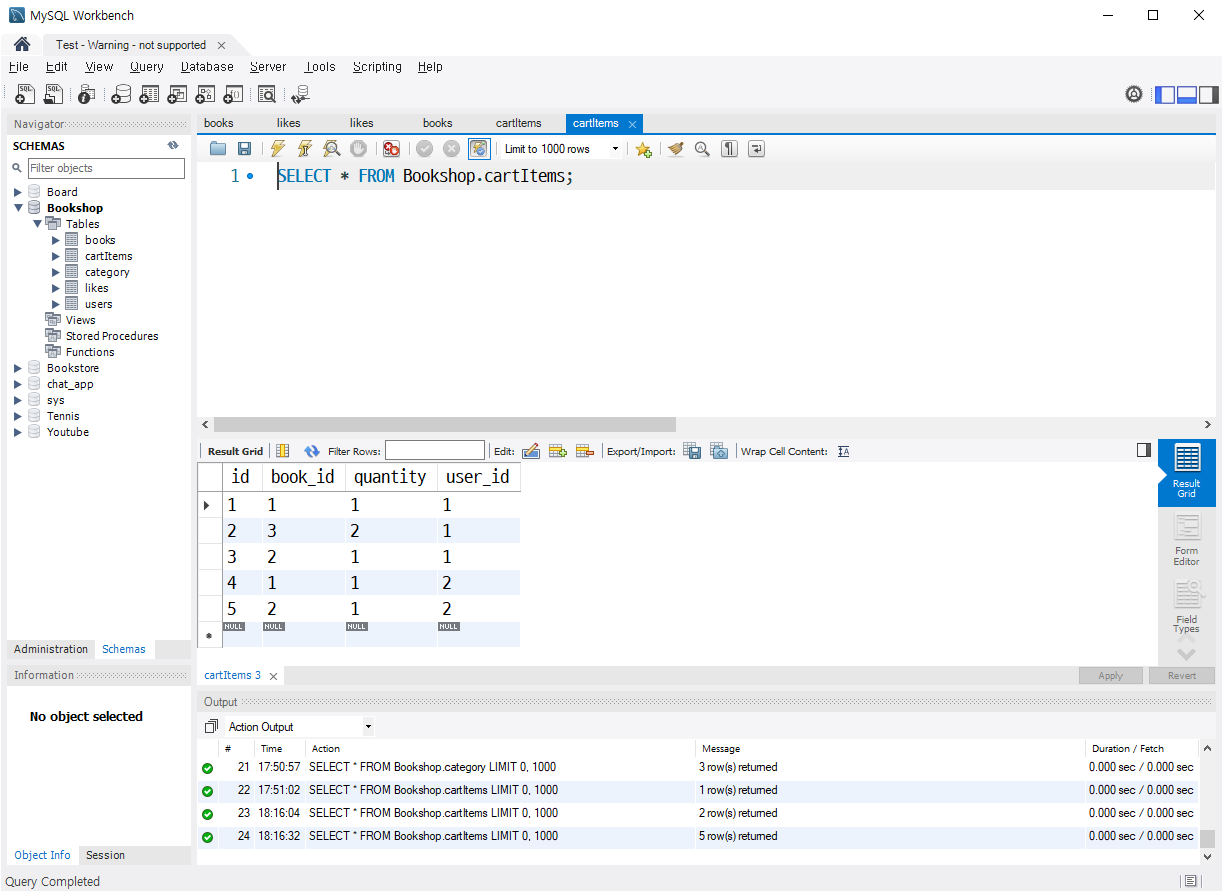 MySQL Workbench
Test - Warning - not supported
File Edit View Query Database Server Tools Scripting Help
Navigator
SCHEMAS
Filter objects
Board
Bookshop
Tables
books
cartItems
category
likes
users
Views
Stored Procedures
Functions
Bookstore
chat_app
sys
Tennis
Youtube
Administration Schemas
Information
No object selected
Object Info Session
books likes likes books cartItems cartItems
Limit to 1000 rows
1 SELECT * FROM Bookshop.cartItems;
Result Grid Filter Rows: Edit: Export/Import: Wrap Cell Content:
id book_id quantity user_id
1 1 1 1
2 3 2 1
3 2 1 1
4 1 1 2
5 2 1 2
NULL NULL NULL NULL
Result
Grid
Form
Editor
Field
Types
cartItems 3
Apply Revert
Output
Action Output
# Time Action Message Duration / Fetch
21 17:50:57 SELECT * FROM Bookshop.category LIMIT 0, 1000 3 row(s) returned 0.000 sec / 0.000 sec
22 17:51:02 SELECT * FROM Bookshop.cartItems LIMIT 0, 1000 1 row(s) returned 0.000 sec / 0.000 sec
23 18:16:04 SELECT * FROM Bookshop.cartItems LIMIT 0, 1000 2 row(s) returned 0.000 sec / 0.000 sec
24 18:16:32 SELECT * FROM Bookshop.cartItems LIMIT 0, 1000 5 row(s) returned 0.000 sec / 0.000 sec
Query Completed